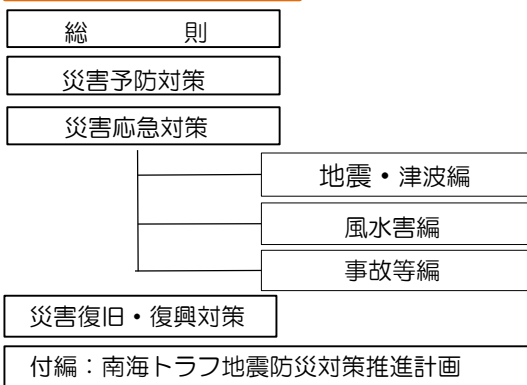 総　　　　則
災害予防対策
災害応急対策
地震・津波編
風水害編
事故等編
災害復旧・復興対策
付編：南海トラフ地震防災対策推進計画